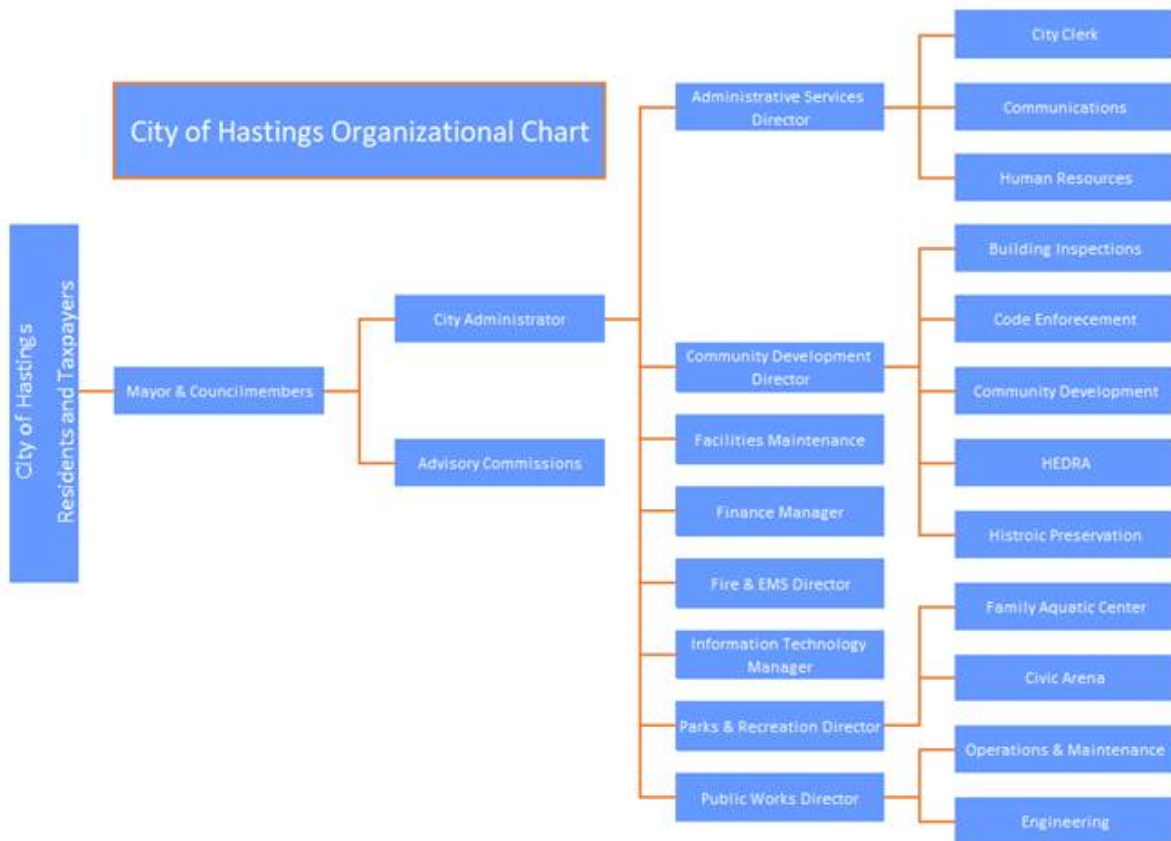 City of Hastings Organizational Chart
City of Hastings
Residents and Taxpayers
Mayor & Councilmembers
City Administrator
Advisory Commissions
Administrative Services
Director
Community Development
Director
Facilities Maintenance
Finance Manager
Fire & EMS Director
Information Technology
Manager
Parks & Recreation Director
Public Works Director
City Clerk
Communications
Human Resources
Building Inspections
Code Enforecement
Community Development
HEDRA
Histroic Preservation
Family Aquatic Center
Civic Arena
Operations & Maintenance
Engineering